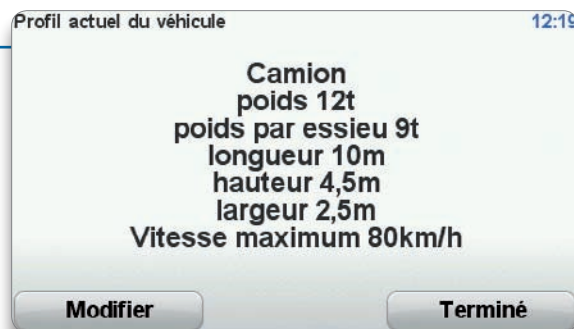 Profil actuel du véhicule 12:19
Camion
poids 12t
poids par essieu 9t
longueur 10m
hauteur 4,5m
largeur 2,5m
Vitesse maximum 80km/h
Modifier Terminé